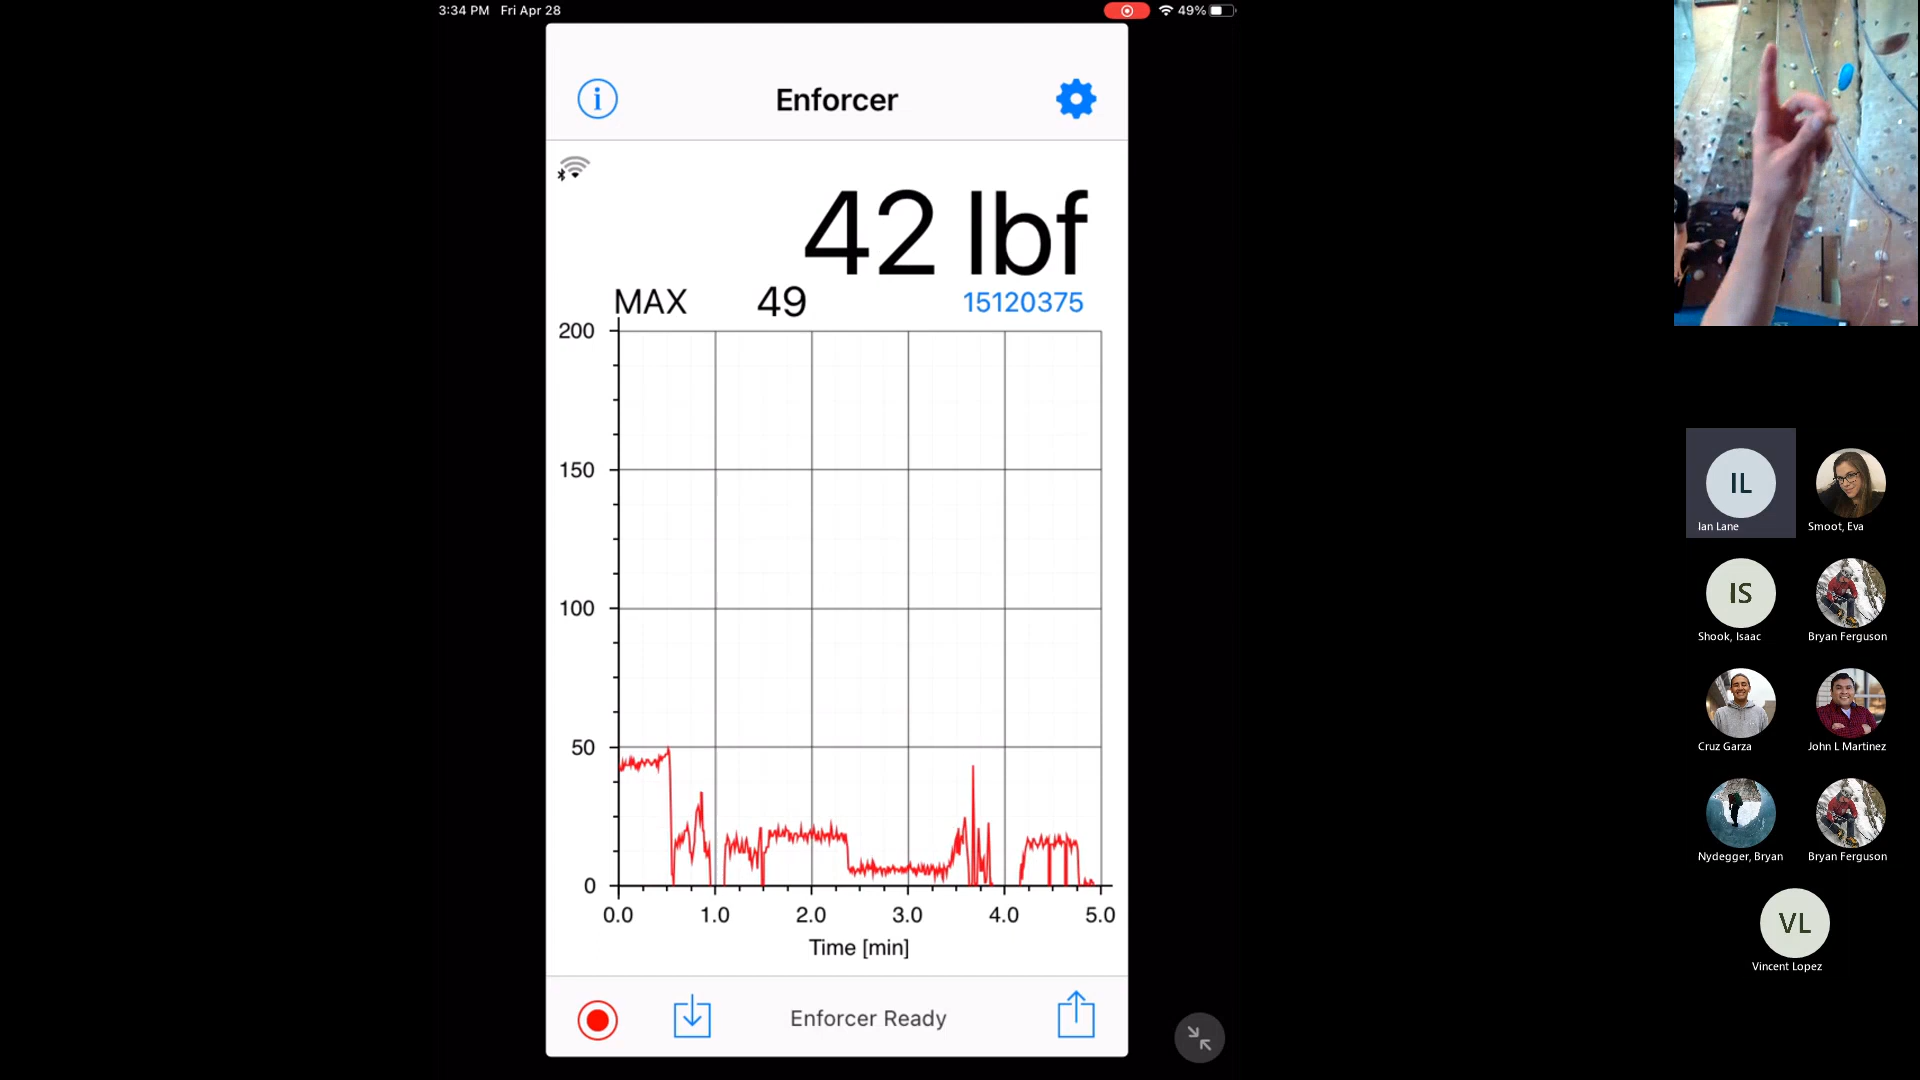 3:34 PM Fri Apr 28
49%
Enforcer
42 lbf
MAX 49 15120375
200
150
100
50
0
0.0 1.0 2.0 3.0 4.0 5.0
Time [min]
Enforcer Ready
IL
Ian Lane
Smoot, Eva
IS
Shook, Isaac
Bryan Ferguson
Cruz Garza
John L Martinez
Nydegger, Bryan
Bryan Ferguson
VL
Vincent Lopez